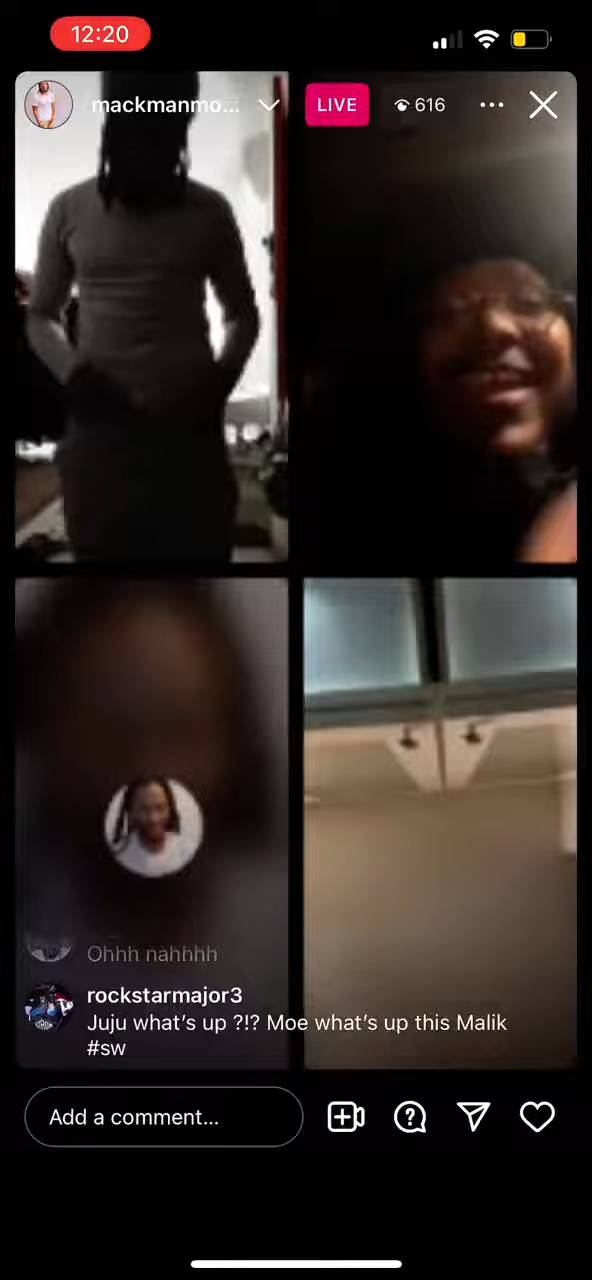 12:20
mackmanmo...
LIVE
616
Ohhh nahhhh
rockstarmajor3
Juju what's up ?!? Moe what's up this Malik
#sw
Add a comment...